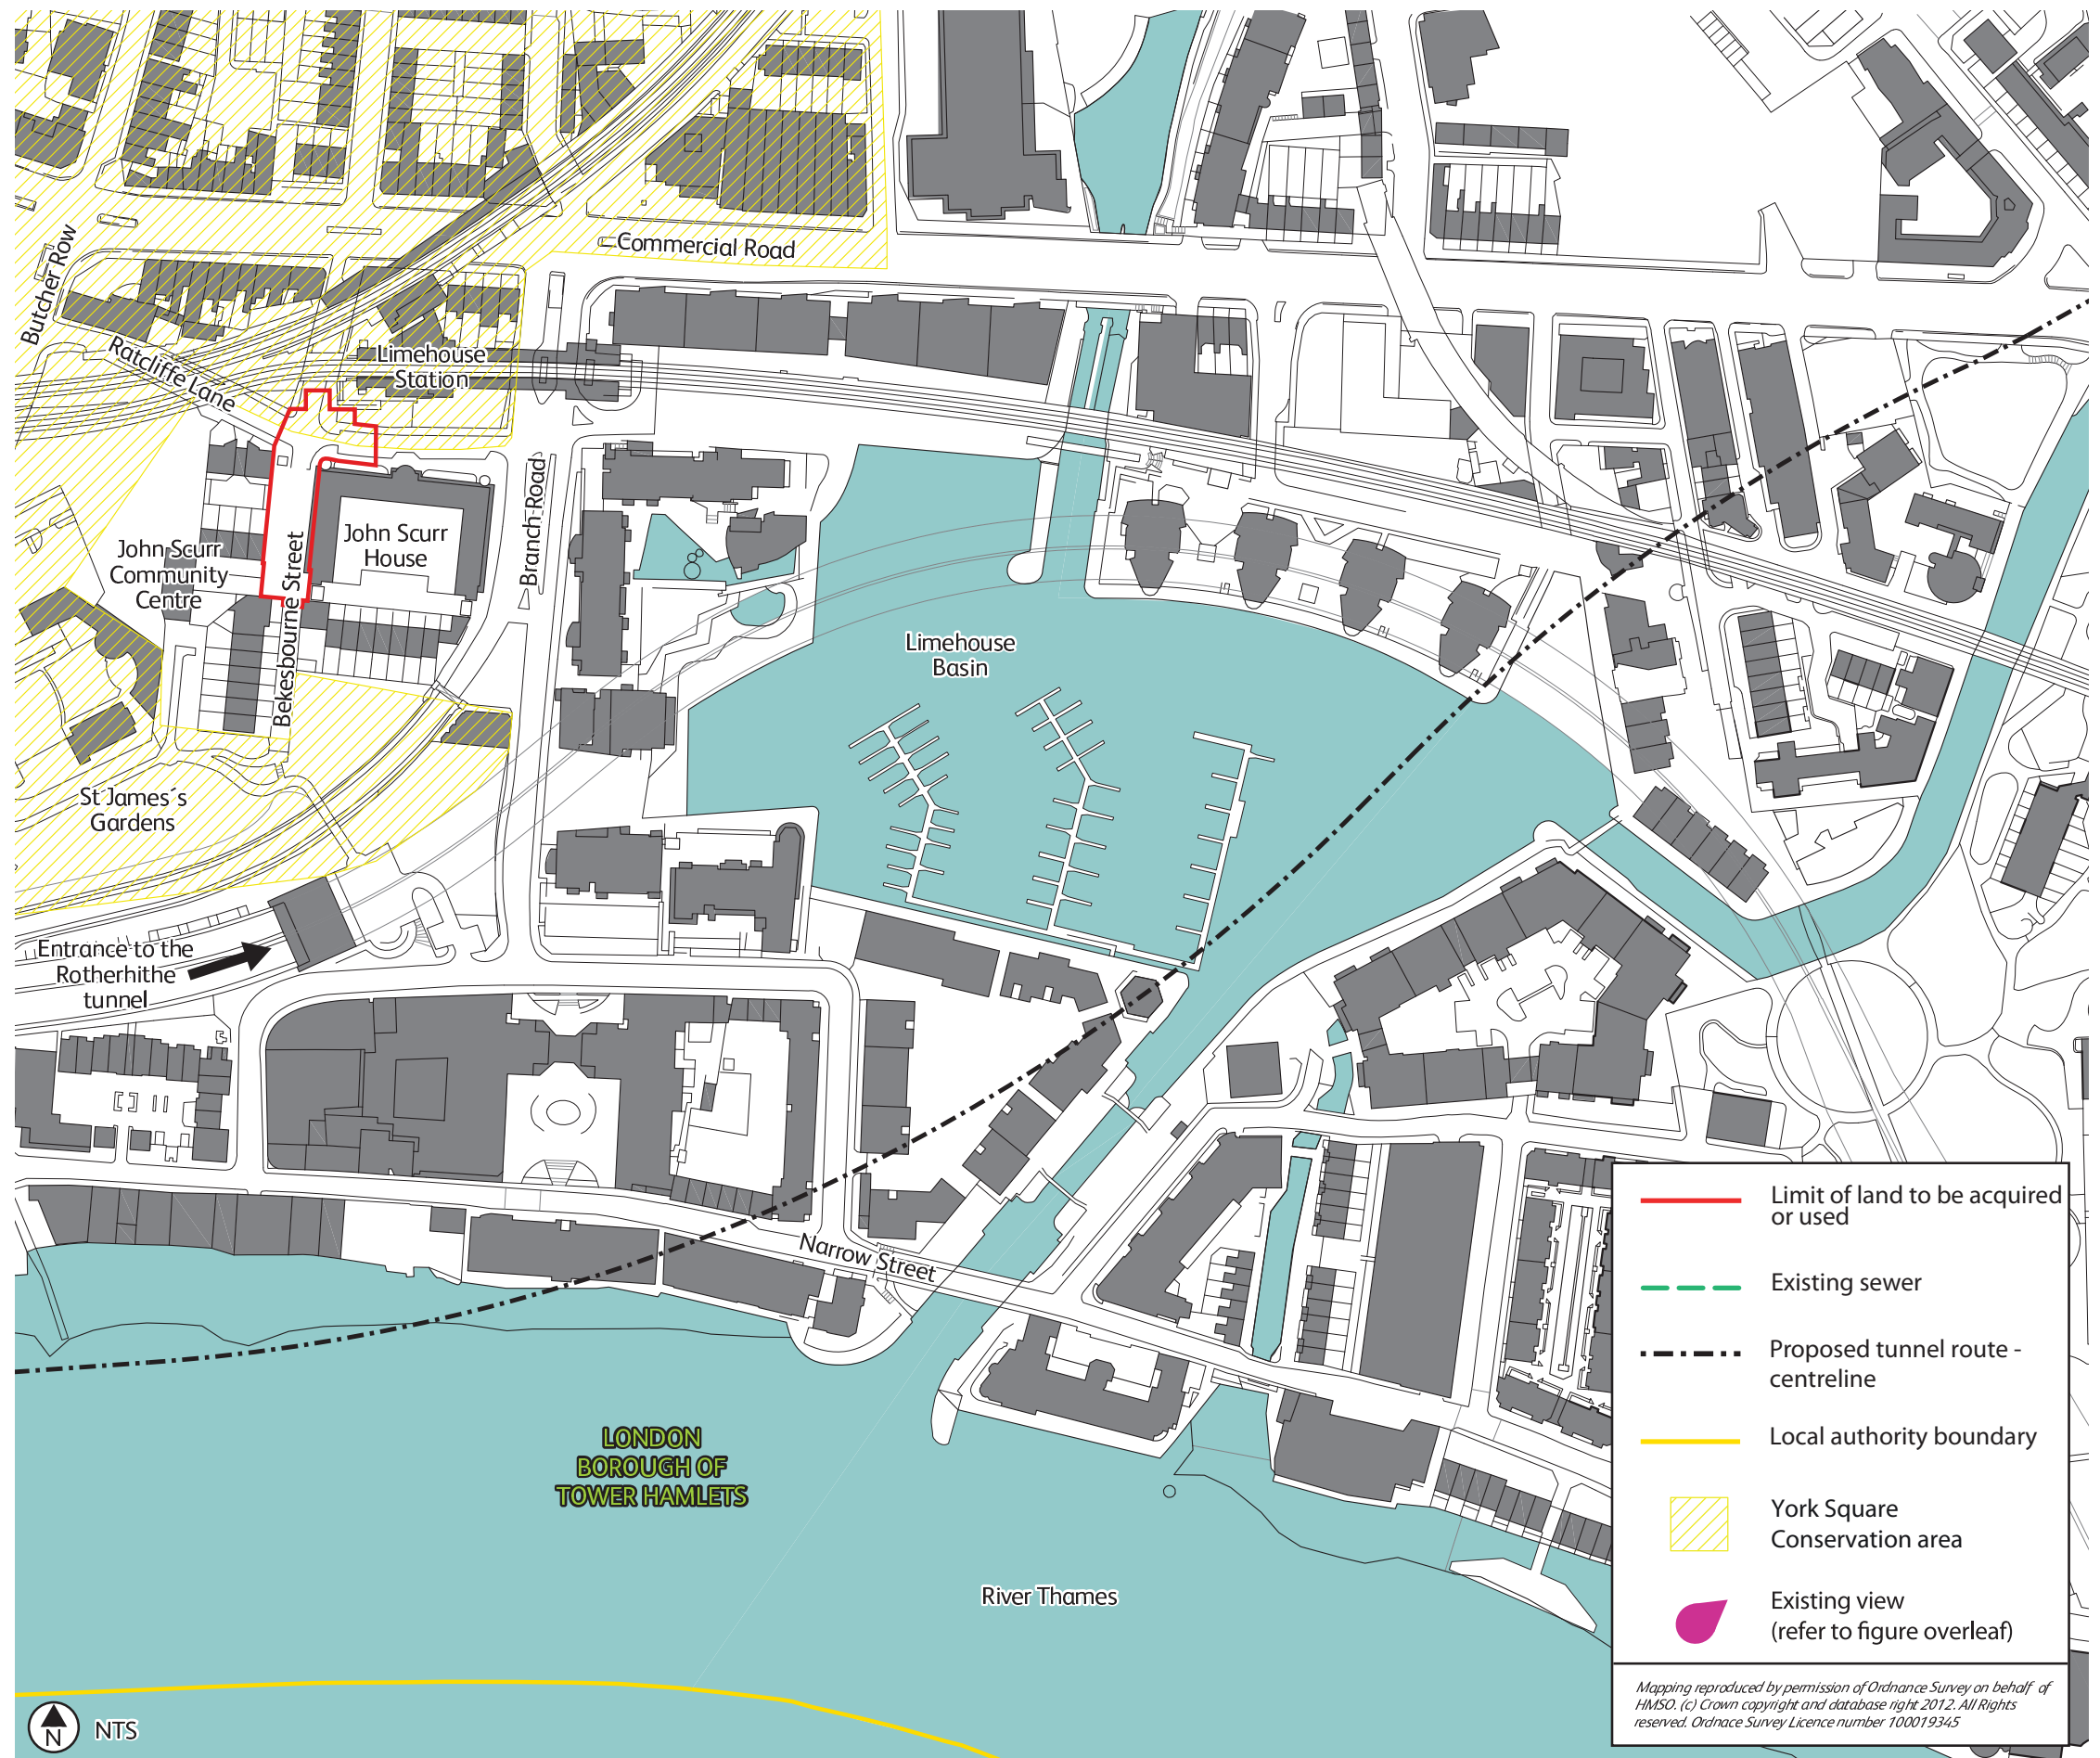 Commercial Road
Butcher Row
Ratcliffe Lane
Limehouse
Station
John Scurr
House
John Scurr
Community
Centre
Bekesbourne Street
Branch Road
Limehouse
Basin
St James´s
Gardens
Entrance to the
Rotherhithe
tunnel
Narrow Street
LONDON
BOROUGH OF
TOWER HAMLETS
River Thames
N
NTS
Limit of land to be acquired
or used
Existing sewer
Proposed tunnel route -
centreline
Local authority boundary
York Square
Conservation area
Existing view
(refer to figure overleaf)
Mapping reproduced by permission of Ordnance Survey on behalf of
HMSO. (c) Crown copyright and database right 2012. All Rights
reserved. Ordnace Survey Licence number 100019345